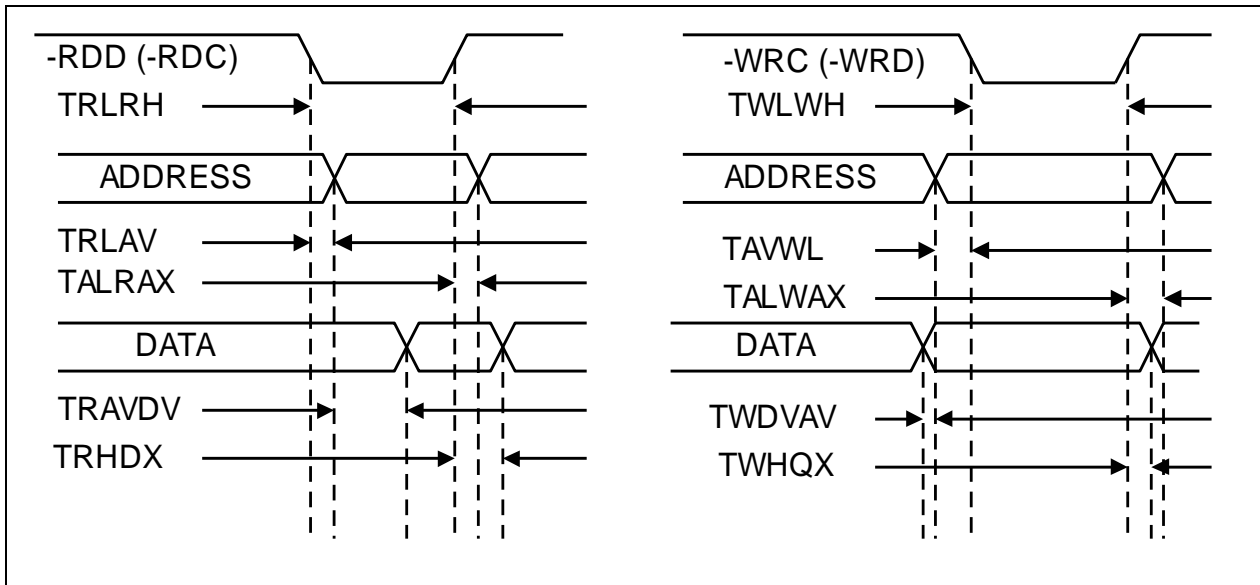 -RDD (-RDC)
TRLRH
ADDRESS
TRLAV
TALRAX
DATA
TRAVDV
TRHDX
-WRC (-WRD)
TWLWH
ADDRESS
TAVWL
TALWAX
DATA
TWDVAV
TWHQX